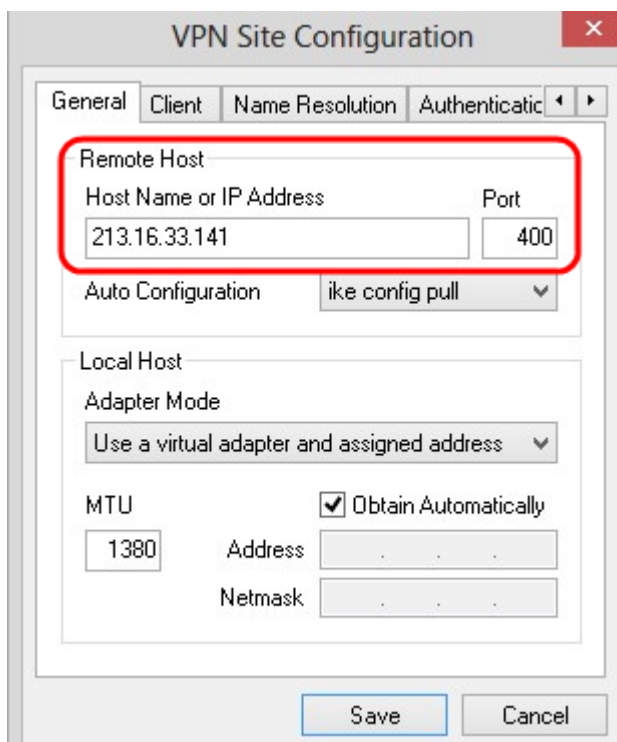 VPN Site Configuration
General Client Name Resolution Authenticatic
Remote Host
Host Name or IP Address Port
213.16.33.141 400
Auto Configuration ike config pull
Local Host
Adapter Mode
Use a virtual adapter and assigned address
MTU Obtain Automatically
1380 Address . . .
Netmask . . .
Save Cancel